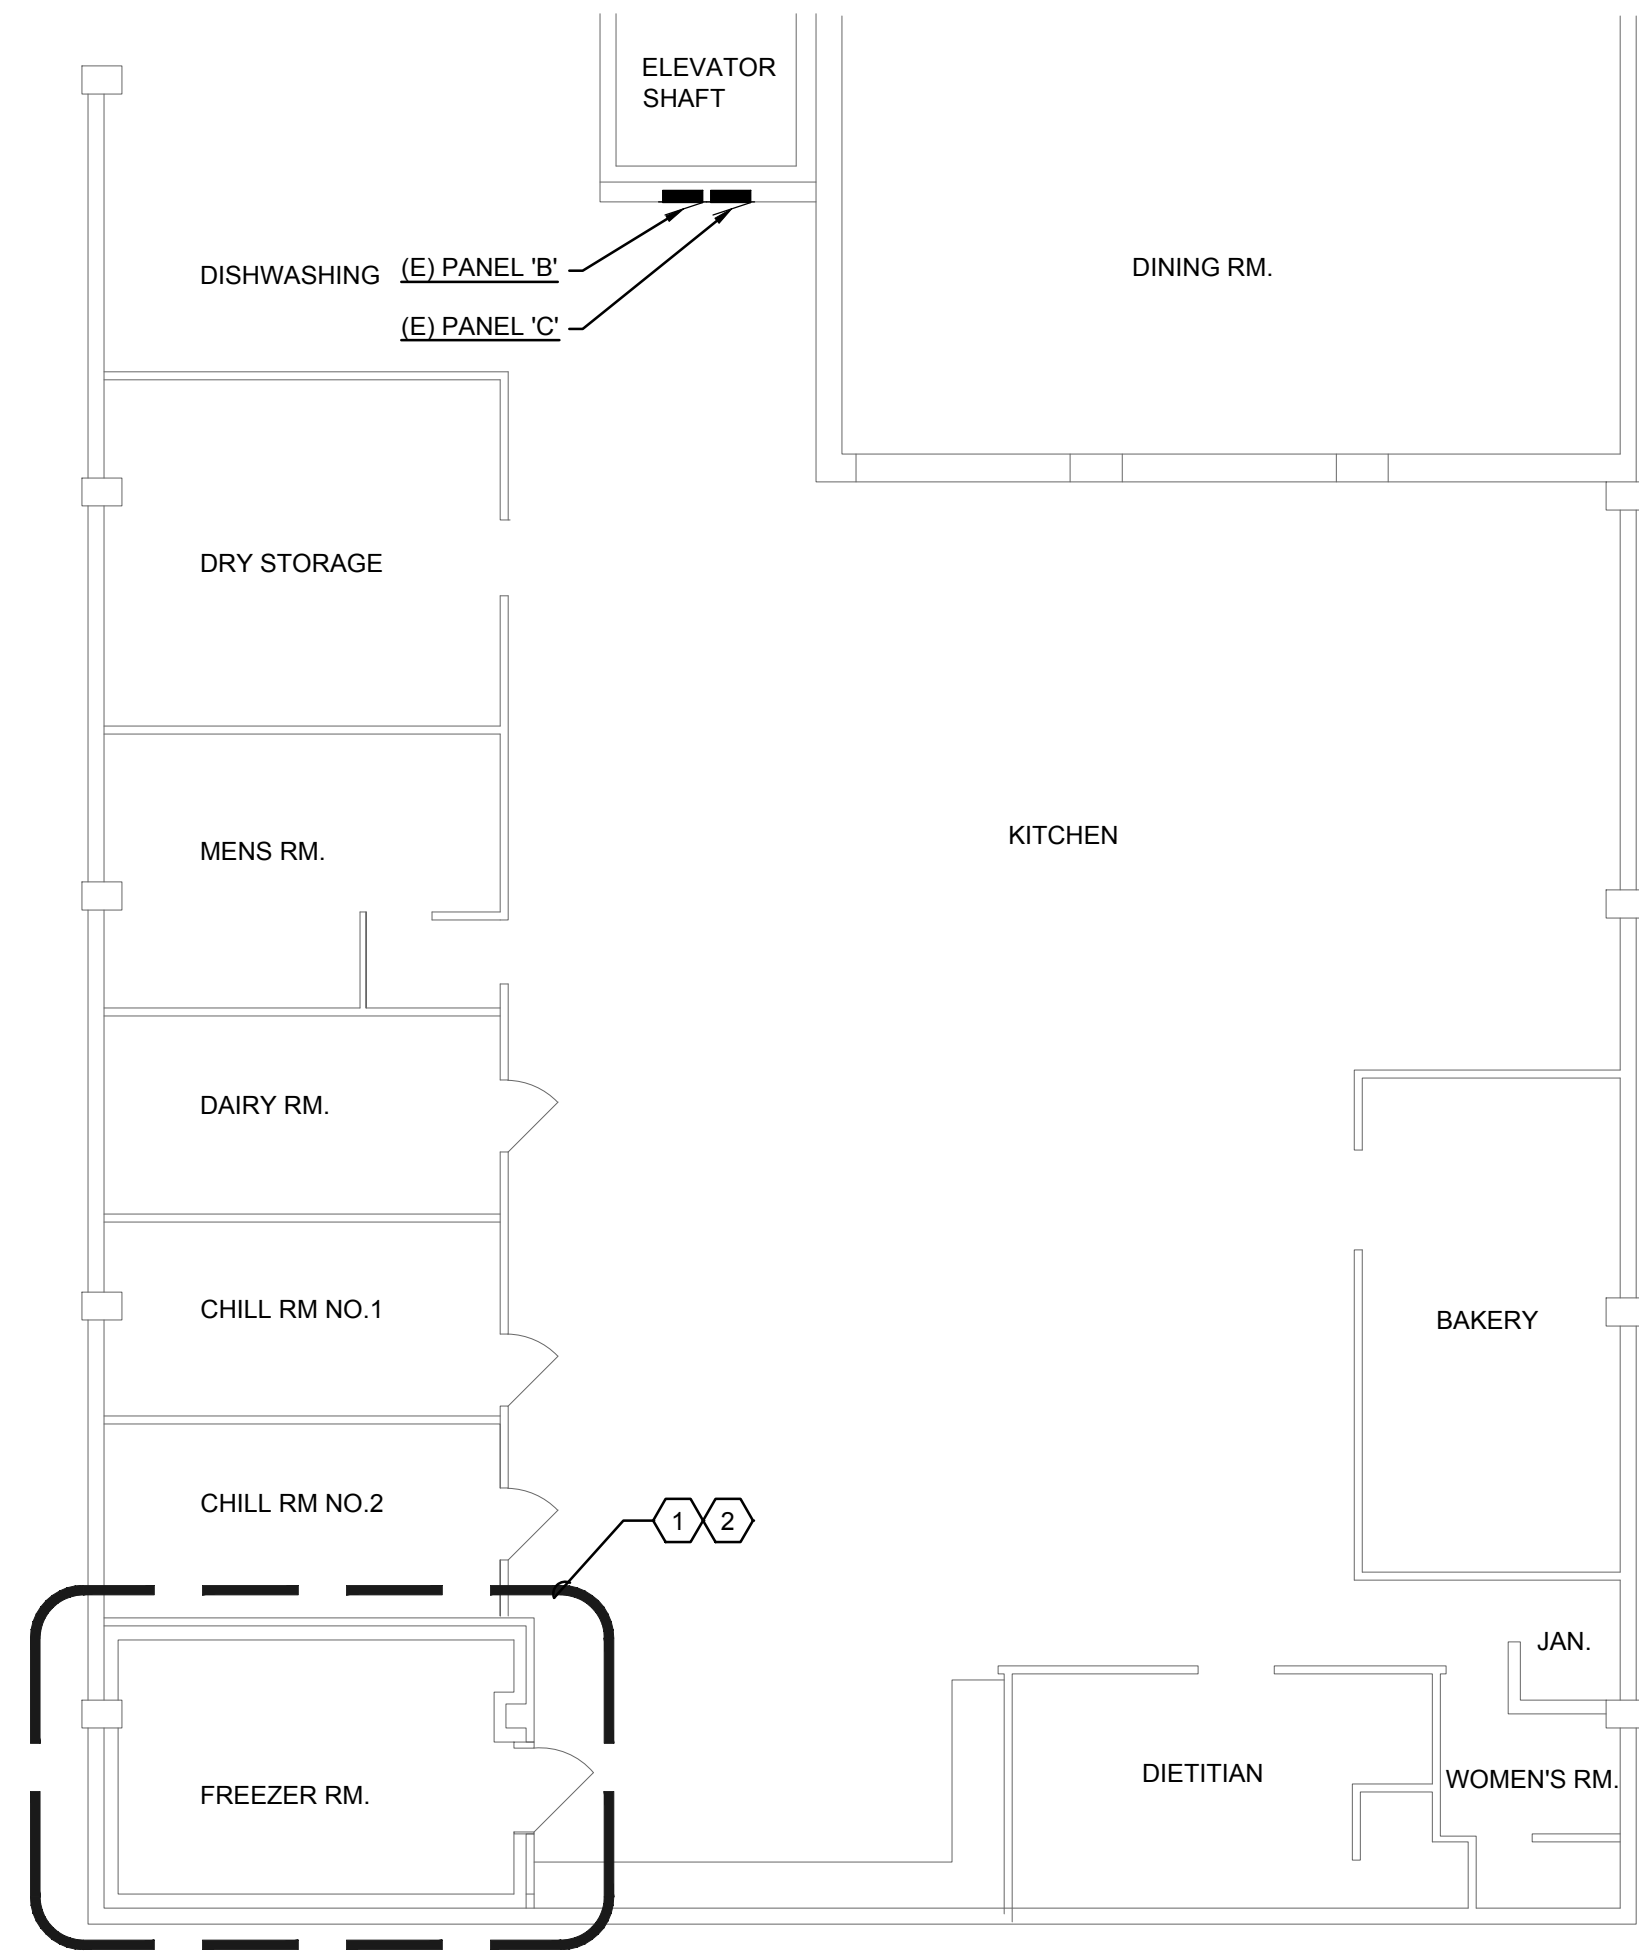 ELEVATOR
SHAFT
DISHWASHING
(E) PANEL 'B'
(E) PANEL 'C'
DINING RM.
DRY STORAGE
KITCHEN
MENS RM.
DAIRY RM.
CHILL RM NO.1
BAKERY
CHILL RM NO.2
1 2
JAN.
DIETITIAN
WOMEN'S RM.
FREEZER RM.